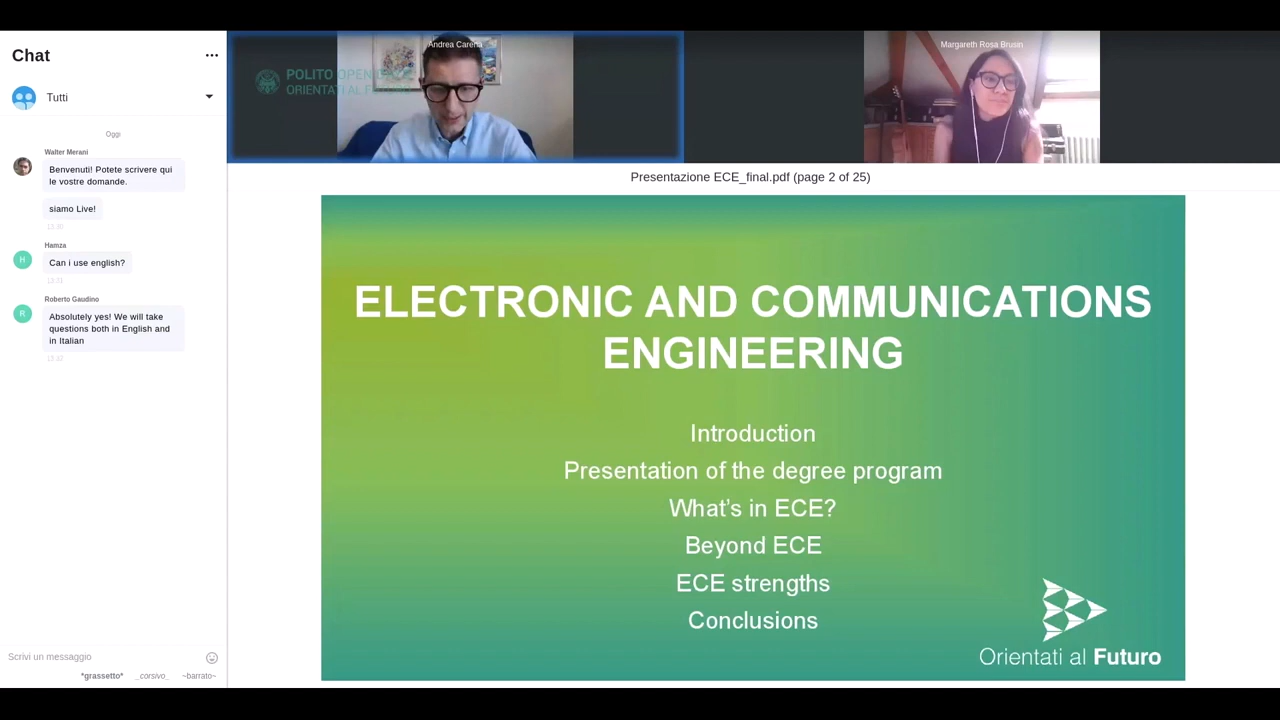 Chat
Tutti
Oggi
Walter Merani
Benvenuti! Potete scrivere qui
le vostre domande.
siamo Live!
Hamza
H
Can i use english?
Roberto Gaudino
R
Absolutely yes! We will take
questions both in English and
in Italian
Scrivi un messaggio
*grassetto* _corsivo_ ~barrato~
POLITO OPEN
ORIENTATI AL
Andrea Carena
Margareth Rosa Brusin
Presentazione ECE_final.pdf (page 2 of 25)
ELECTRONIC AND COMMUNICATIONS
ENGINEERING
Introduction
Presentation of the degree program
What's in ECE?
Beyond ECE
ECE strengths
Conclusions
Orientati al Futuro